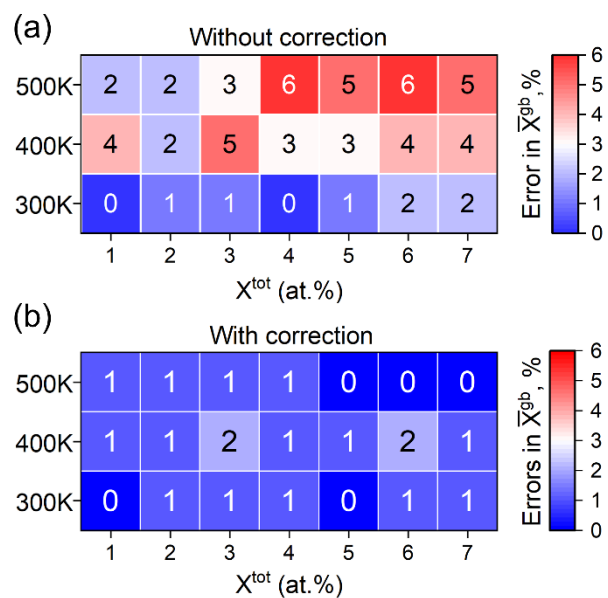 (a)
Without correction
500K 2 2 3 6 5 6 5
400K 4 2 5 3 3 4 4
300K 0 1 1 0 1 2 2
1 2 3 4 5 6 7
X^tot (at.%)
6
5
4
3
2
1
0
Error in X̅^gb, %
(b)
With correction
500K 1 1 1 1 0 0 0
400K 1 1 2 1 1 2 1
300K 0 1 1 1 0 1 1
1 2 3 4 5 6 7
X^tot (at.%)
6
5
4
3
2
1
0
Errors in X̅^gb, %